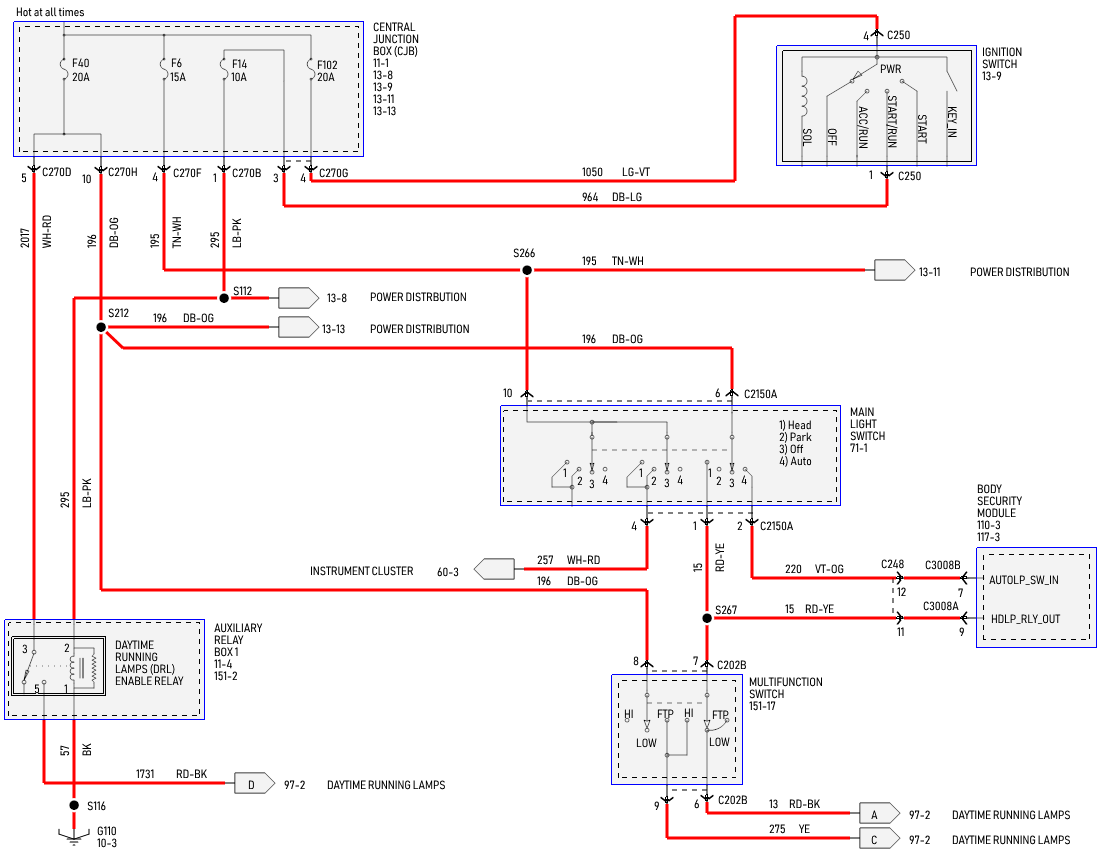 Hot at all times
CENTRAL
JUNCTION
BOX (CJB)
11-1
13-8
13-9
13-11
13-13
F40
20A
F6
15A
F14
10A
F102
20A
5 C270D
10 C270H
4 C270F
1 C270B
3
4 C270G
4 C250
IGNITION
SWITCH
13-9
PWR
SOL
OFF
ACC/RUN
START/RUN
START
KEY_IN
1 C250
1050 LG-VT
964 DB-LG
2017 WH-RD
196 DB-OG
195 TN-WH
295 LB-PK
S266
195 TN-WH
13-11 POWER DISTRIBUTION
S112
13-8 POWER DISTRBUTION
S212
196 DB-OG
13-13 POWER DISTRIBUTION
196 DB-OG
10
6 C2150A
MAIN
LIGHT
SWITCH
71-1
1) Head
2) Park
3) Off
4) Auto
1 2 3 4
1 2 3 4
1 2 3 4
4
1
2 C2150A
295 LB-PK
INSTRUMENT CLUSTER 60-3
257 WH-RD
196 DB-OG
15 RD-YE
BODY
SECURITY
MODULE
110-3
117-3
220 VT-OG
C248
12
C3008B
7
AUTOLP_SW_IN
S267
15 RD-YE
11
C3008A
9
HDLP_RLY_OUT
AUXILIARY
RELAY
BOX 1
11-4
151-2
3
2
5
1
DAYTIME
RUNNING
LAMPS (DRL)
ENABLE RELAY
8
7 C202B
MULTIFUNCTION
SWITCH
151-17
HI
FTP
HI
FTP
LOW
LOW
9
6 C202B
57 BK
1731 RD-BK
D
97-2 DAYTIME RUNNING LAMPS
S116
G110
10-3
13 RD-BK
A
97-2 DAYTIME RUNNING LAMPS
275 YE
C
97-2 DAYTIME RUNNING LAMPS